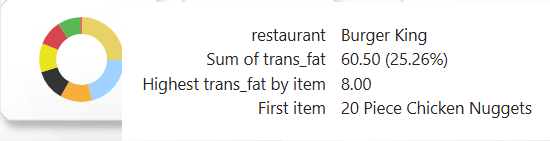 restaurant Burger King
Sum of trans_fat 60.50 (25.26%)
Highest trans_fat by item 8.00
First item 20 Piece Chicken Nuggets